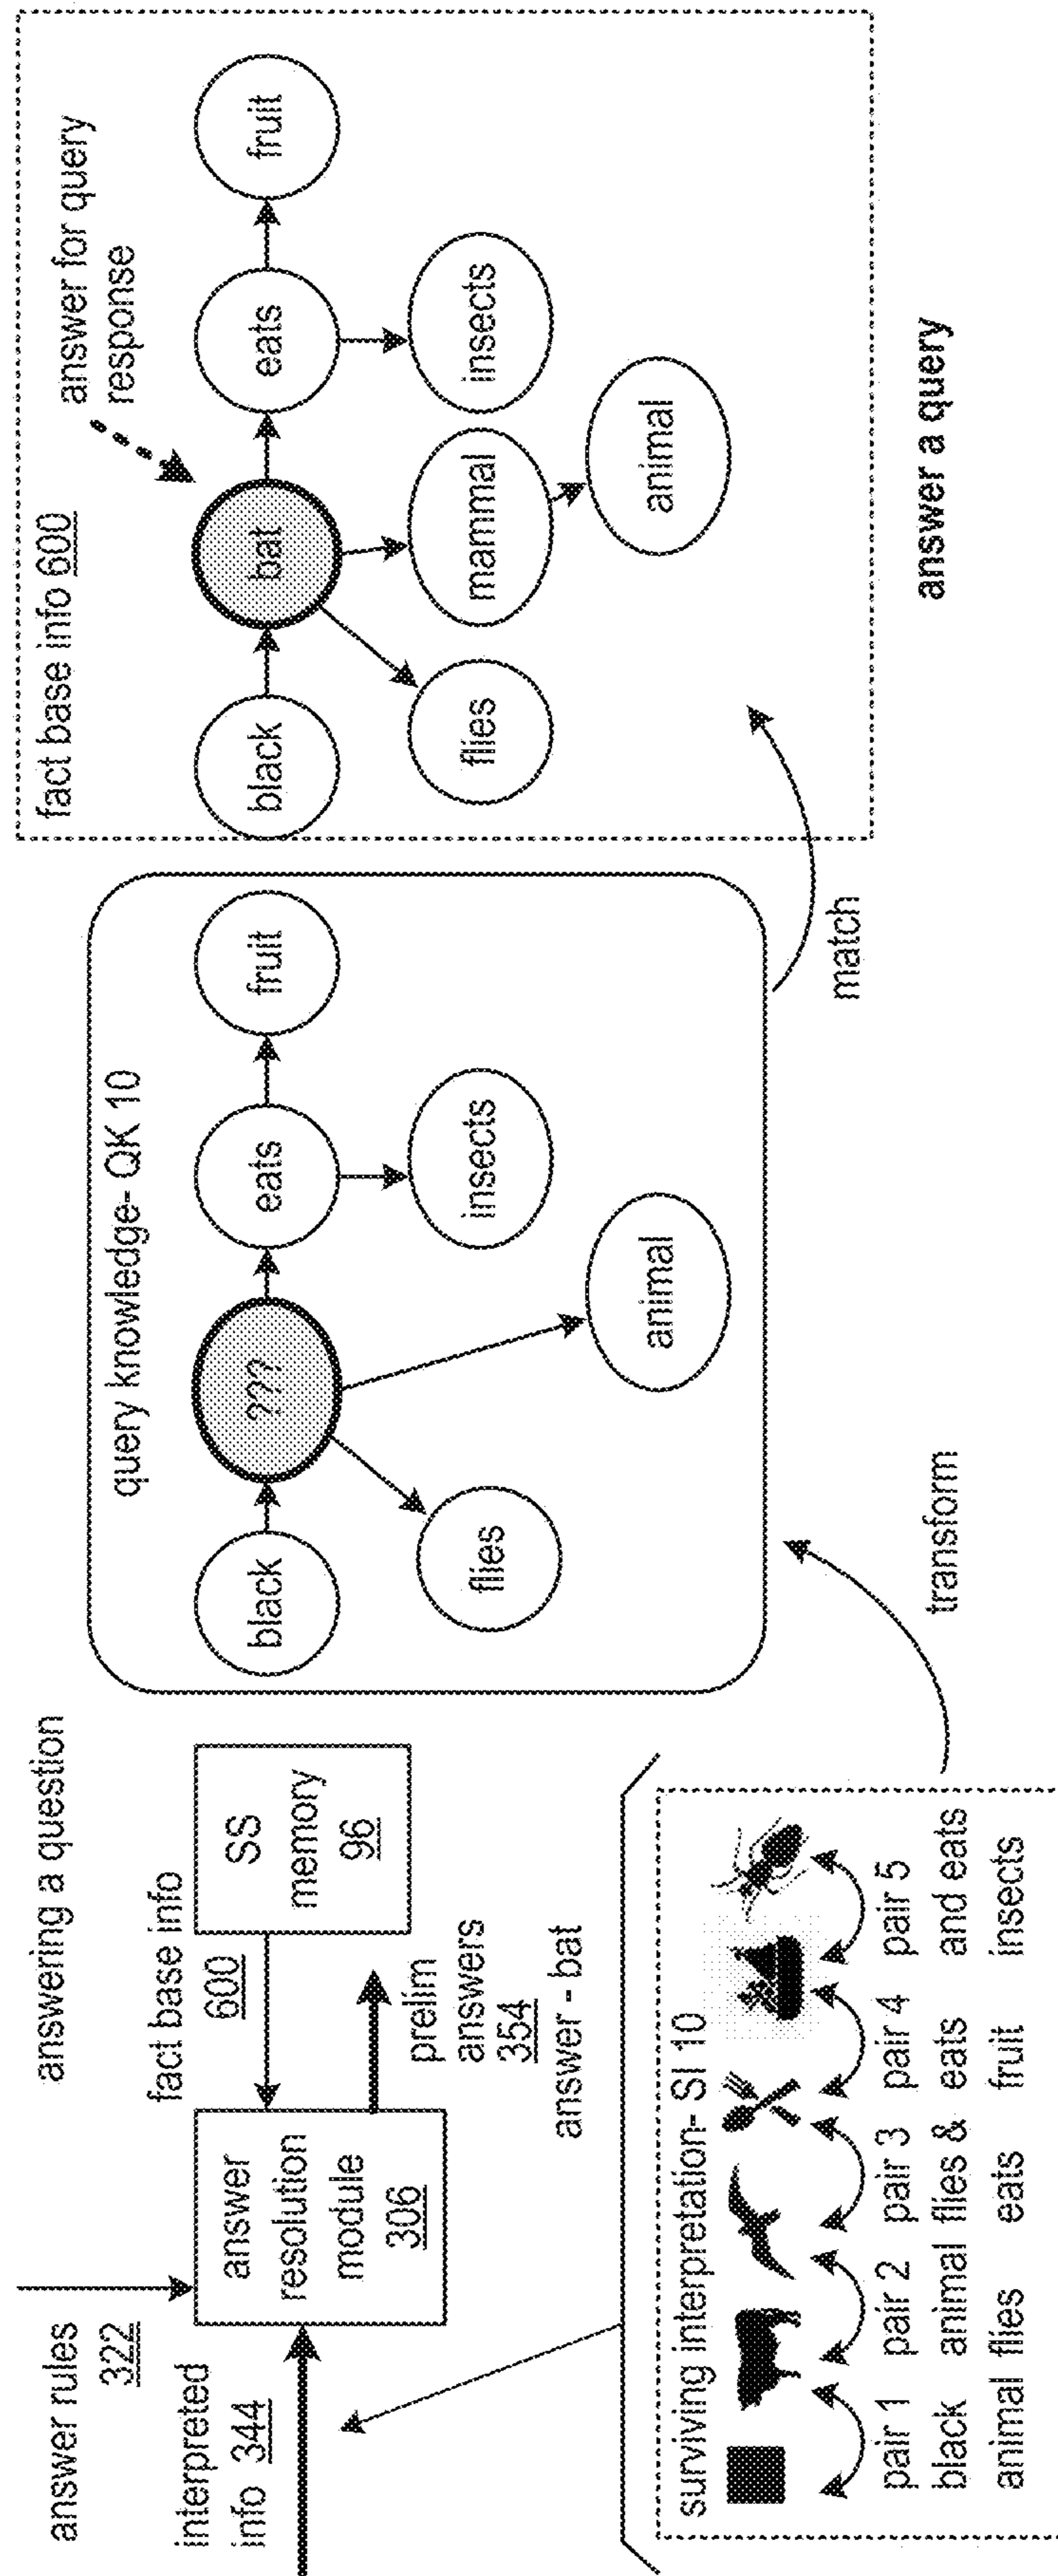 answering a question
answer rules
322
interpreted
info 344
answer
resolution
module
306
fact base info
600
SS
memory
96
prelim
answers
354
answer - bat
surviving interpretation- SI 10
pair 1
black
animal
pair 2
animal
flies
pair 3
flies &
eats
pair 4
eats
fruit
pair 5
and eats
insects
transform
query knowledge- QK 10
black
???
eats
fruit
flies
insects
animal
match
fact base info 600
answer for query
response
black
bat
eats
fruit
flies
mammal
insects
animal
answer a query